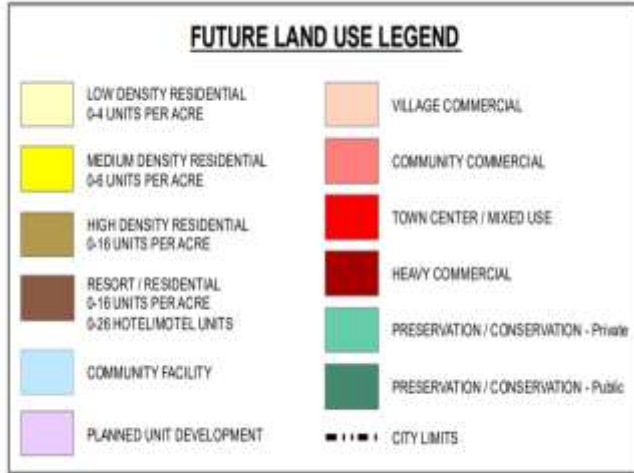 FUTURE LAND USE LEGEND
LOW DENSITY RESIDENTIAL
0-4 UNITS PER ACRE
MEDIUM DENSITY RESIDENTIAL
0-6 UNITS PER ACRE
HIGH DENSITY RESIDENTIAL
0-16 UNITS PER ACRE
RESORT / RESIDENTIAL
0-16 UNITS PER ACRE
0-26 HOTEL/MOTEL UNITS
COMMUNITY FACILITY
PLANNED UNIT DEVELOPMENT
VILLAGE COMMERCIAL
COMMUNITY COMMERCIAL
TOWN CENTER / MIXED USE
HEAVY COMMERCIAL
PRESERVATION / CONSERVATION - Private
PRESERVATION / CONSERVATION - Public
CITY LIMITS